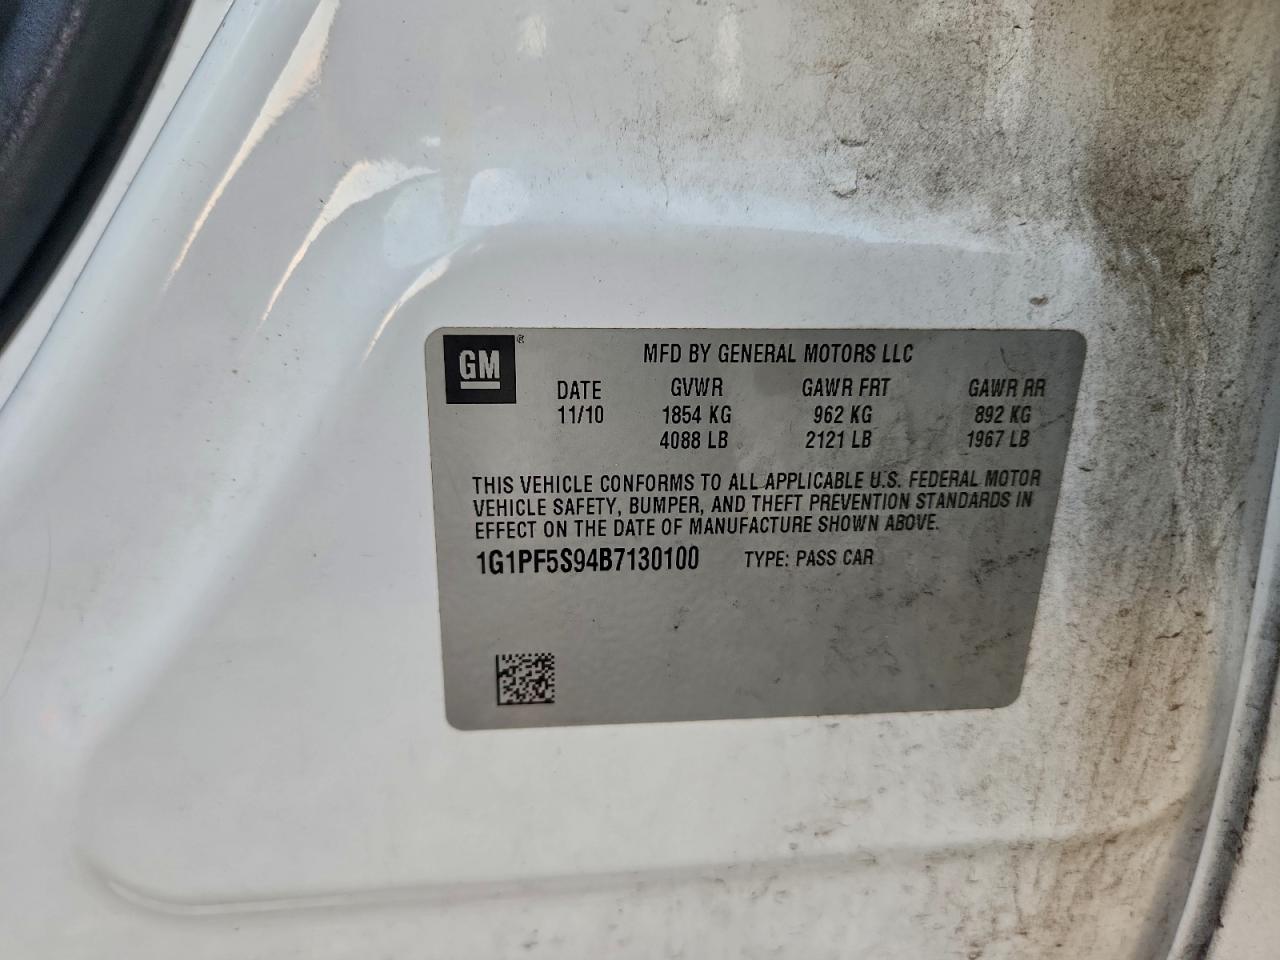 GM ®
MFD BY GENERAL MOTORS LLC
DATE GVWR GAWR FRT GAWR RR
11/10 1854 KG 962 KG 892 KG
4088 LB 2121 LB 1967 LB
THIS VEHICLE CONFORMS TO ALL APPLICABLE U.S. FEDERAL MOTOR
VEHICLE SAFETY, BUMPER, AND THEFT PREVENTION STANDARDS IN
EFFECT ON THE DATE OF MANUFACTURE SHOWN ABOVE.
1G1PF5S94B7130100 TYPE: PASS CAR